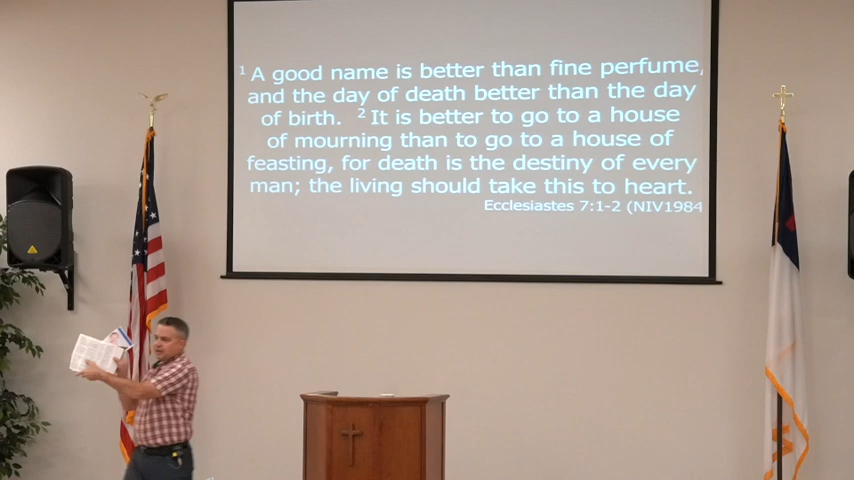 ¹ A good name is better than fine perfume,
and the day of death better than the day
of birth. ² It is better to go to a house
of mourning than to go to a house of
feasting, for death is the destiny of every
man; the living should take this to heart.
Ecclesiastes 7:1-2 (NIV1984